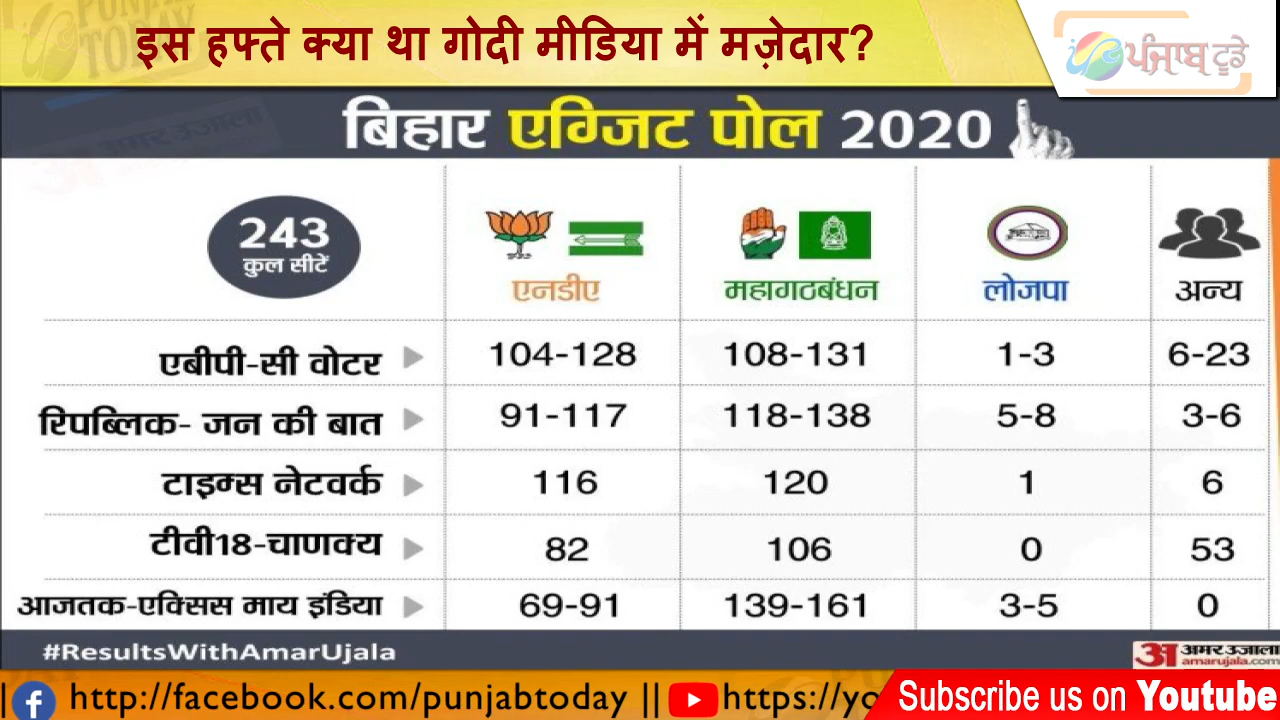 इस हफ्ते क्या था गोदी मीडिया में मज़ेदार?
ਪੰਜਾਬ ਟੂਡੇ
बिहार एग्जिट पोल 2020
243
कुल सीटें
एनडीए महागठबंधन लोजपा अन्य
एबीपी-सी वोटर 104-128 108-131 1-3 6-23
रिपब्लिक- जन की बात 91-117 118-138 5-8 3-6
टाइम्स नेटवर्क 116 120 1 6
टीवी18-चाणक्य 82 106 0 53
आजतक-एक्सिस माय इंडिया 69-91 139-161 3-5 0
#ResultsWithAmarUjala
अमर उजाला
amarujala.com
|| http://facebook.com/punjabtoday || https://yo
Subscribe us on Youtube